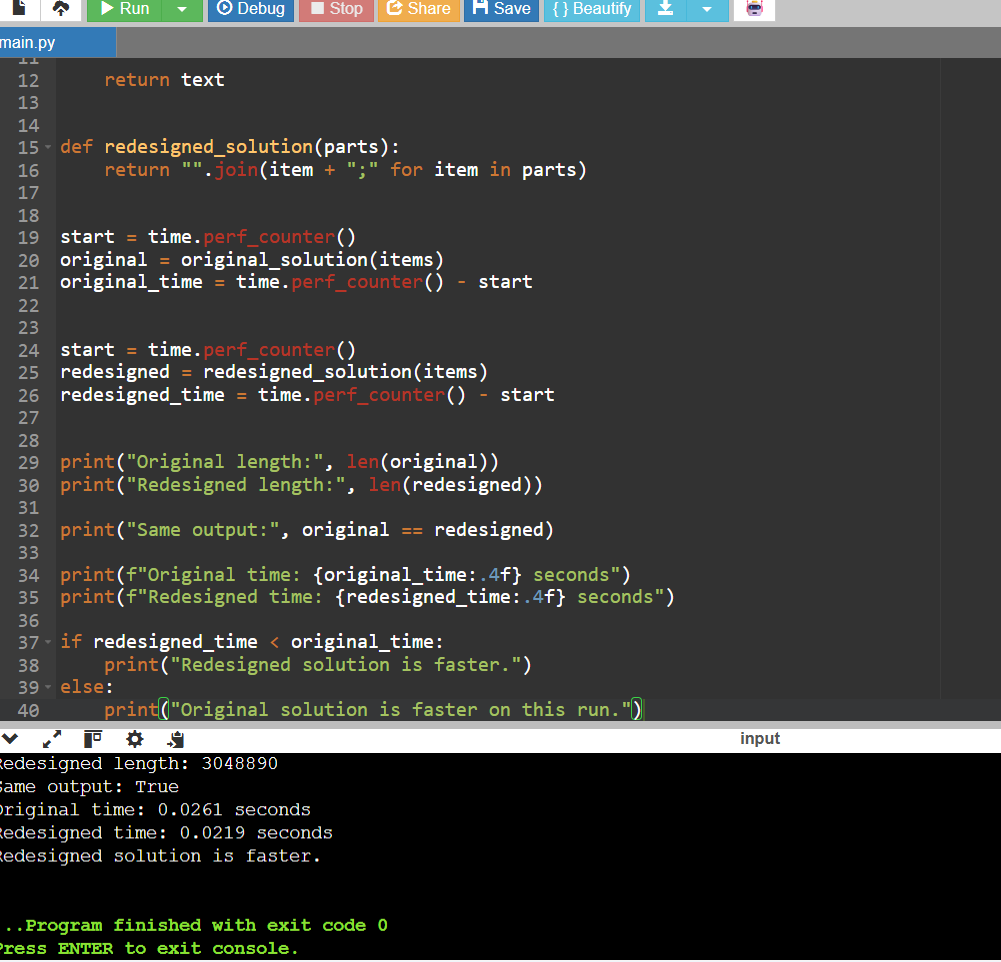 Run Debug Stop Share Save { } Beautify
main.py
11
12 return text
13
14
15 def redesigned_solution(parts):
16 return "".join(item + ";" for item in parts)
17
18
19 start = time.perf_counter()
20 original = original_solution(items)
21 original_time = time.perf_counter() - start
22
23
24 start = time.perf_counter()
25 redesigned = redesigned_solution(items)
26 redesigned_time = time.perf_counter() - start
27
28
29 print("Original length:", len(original))
30 print("Redesigned length:", len(redesigned))
31
32 print("Same output:", original == redesigned)
33
34 print(f"Original time: {original_time:.4f} seconds")
35 print(f"Redesigned time: {redesigned_time:.4f} seconds")
36
37 if redesigned_time < original_time:
38 print("Redesigned solution is faster.")
39 else:
40 print("Original solution is faster on this run.")
input
Redesigned length: 3048890
Same output: True
Original time: 0.0261 seconds
Redesigned time: 0.0219 seconds
Redesigned solution is faster.
...Program finished with exit code 0
Press ENTER to exit console.